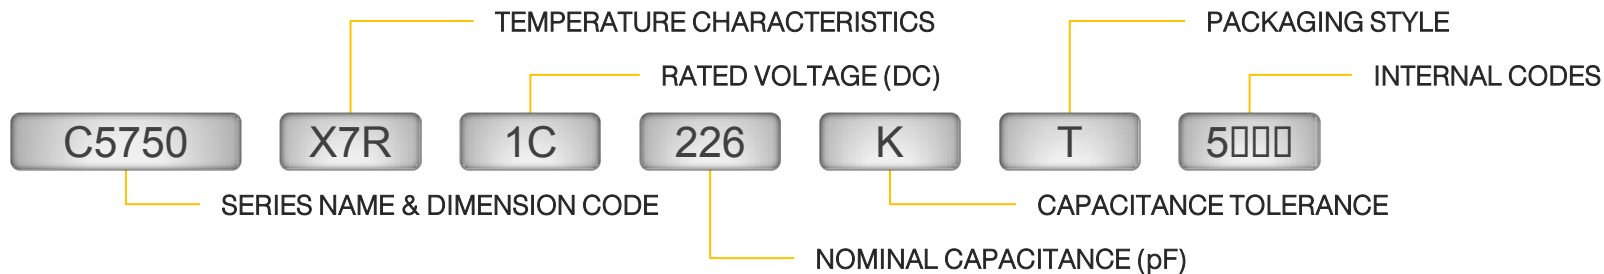 TEMPERATURE CHARACTERISTICS
PACKAGING STYLE
RATED VOLTAGE (DC)
INTERNAL CODES
C5750 X7R 1C 226 K T 5▯▯▯
SERIES NAME & DIMENSION CODE
CAPACITANCE TOLERANCE
NOMINAL CAPACITANCE (pF)